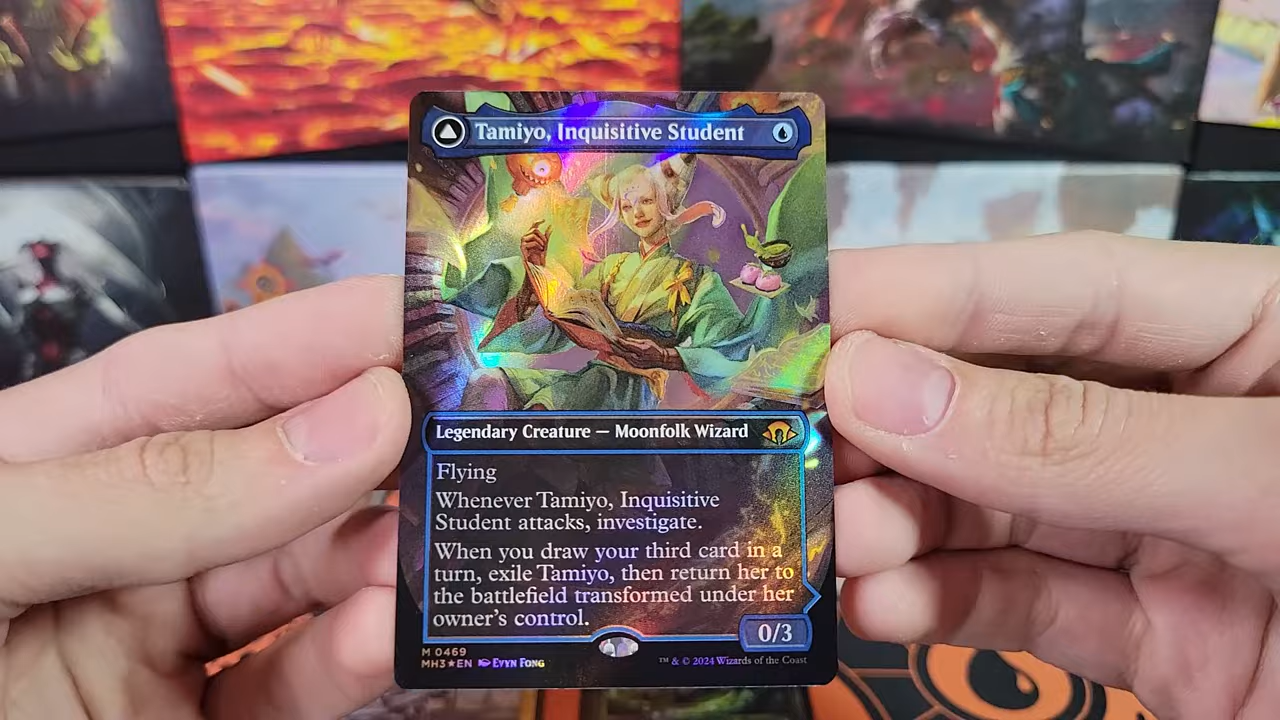 Tamiyo, Inquisitive Student
Legendary Creature — Moonfolk Wizard
Flying
Whenever Tamiyo, Inquisitive
Student attacks, investigate.
When you draw your third card in a
turn, exile Tamiyo, then return her to
the battlefield transformed under her
owner's control.
0/3
M 0469
MH3★EN Evyn Fong
™ & © 2024 Wizards of the Coast